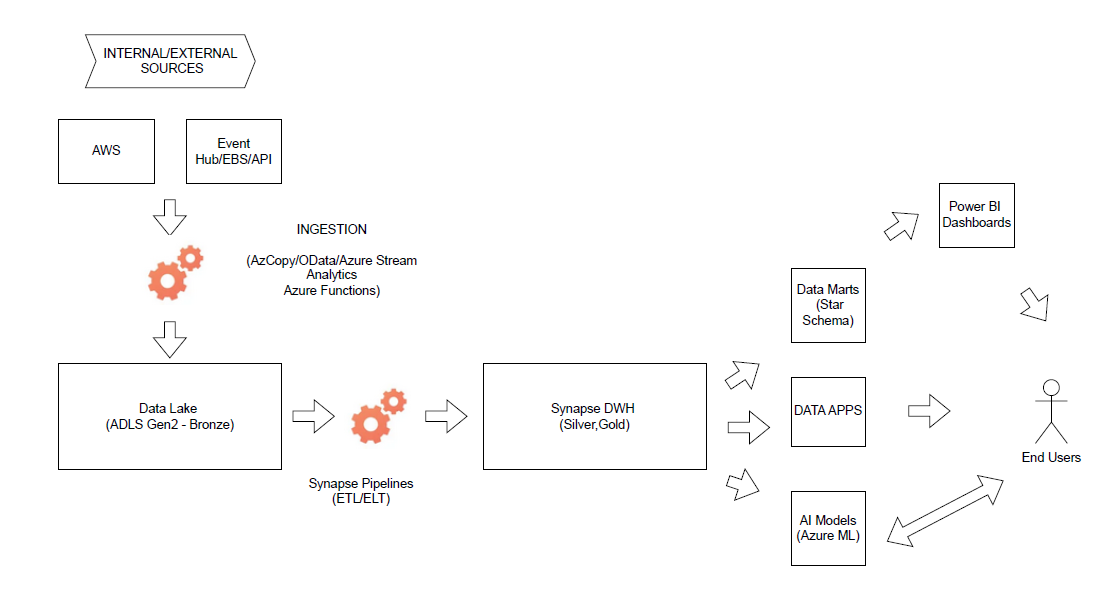 INTERNAL/EXTERNAL
SOURCES
AWS
Event
Hub/EBS/API
INGESTION
(AzCopy/OData/Azure Stream
Analytics
Azure Functions)
Data Lake
(ADLS Gen2 - Bronze)
Synapse Pipelines
(ETL/ELT)
Synapse DWH
(Silver,Gold)
Power BI
Dashboards
Data Marts
(Star
Schema)
DATA APPS
AI Models
(Azure ML)
End Users